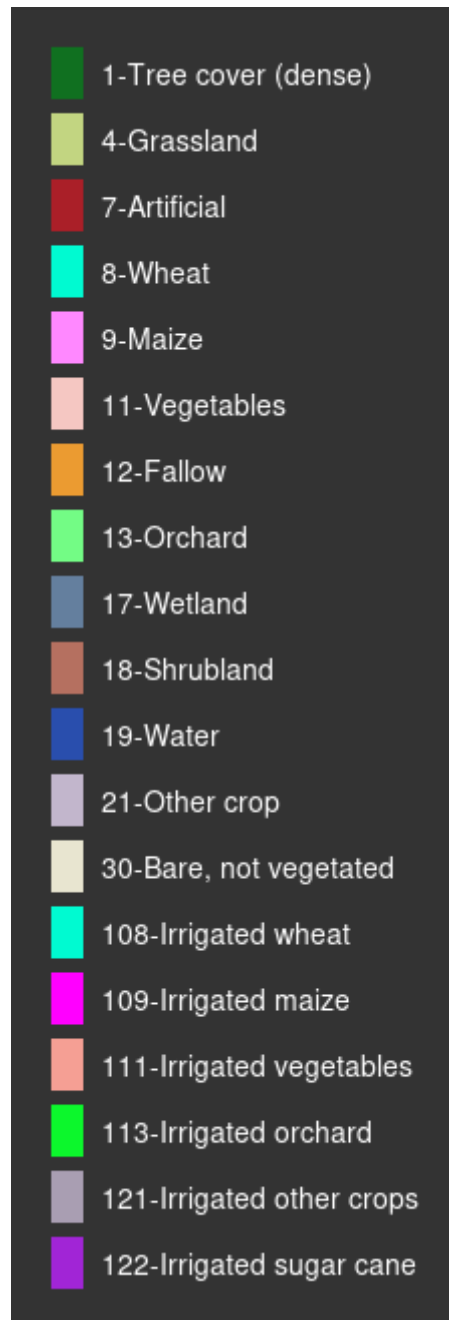 1-Tree cover (dense)
4-Grassland
7-Artificial
8-Wheat
9-Maize
11-Vegetables
12-Fallow
13-Orchard
17-Wetland
18-Shrubland
19-Water
21-Other crop
30-Bare, not vegetated
108-Irrigated wheat
109-Irrigated maize
111-Irrigated vegetables
113-Irrigated orchard
121-Irrigated other crops
122-Irrigated sugar cane